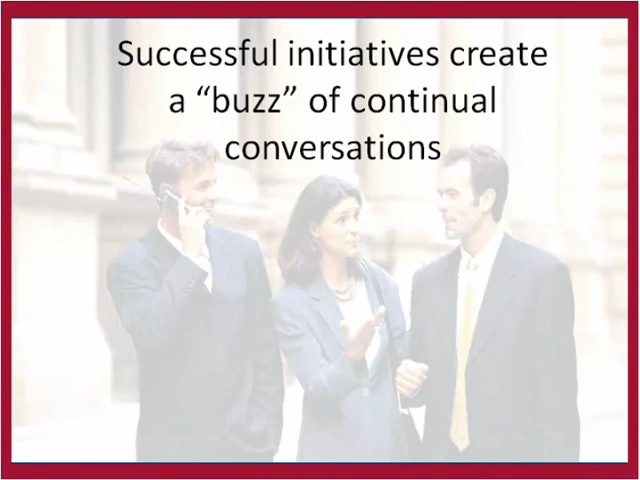 Successful initiatives create
a “buzz” of continual
conversations